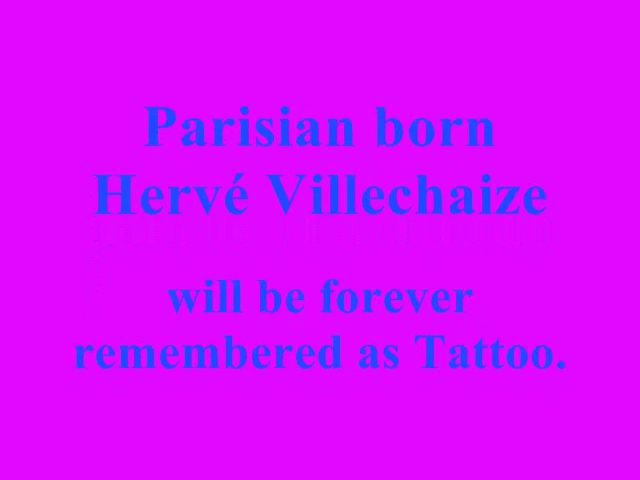 Parisian born
Hervé Villechaize
will be forever
remembered as Tattoo.